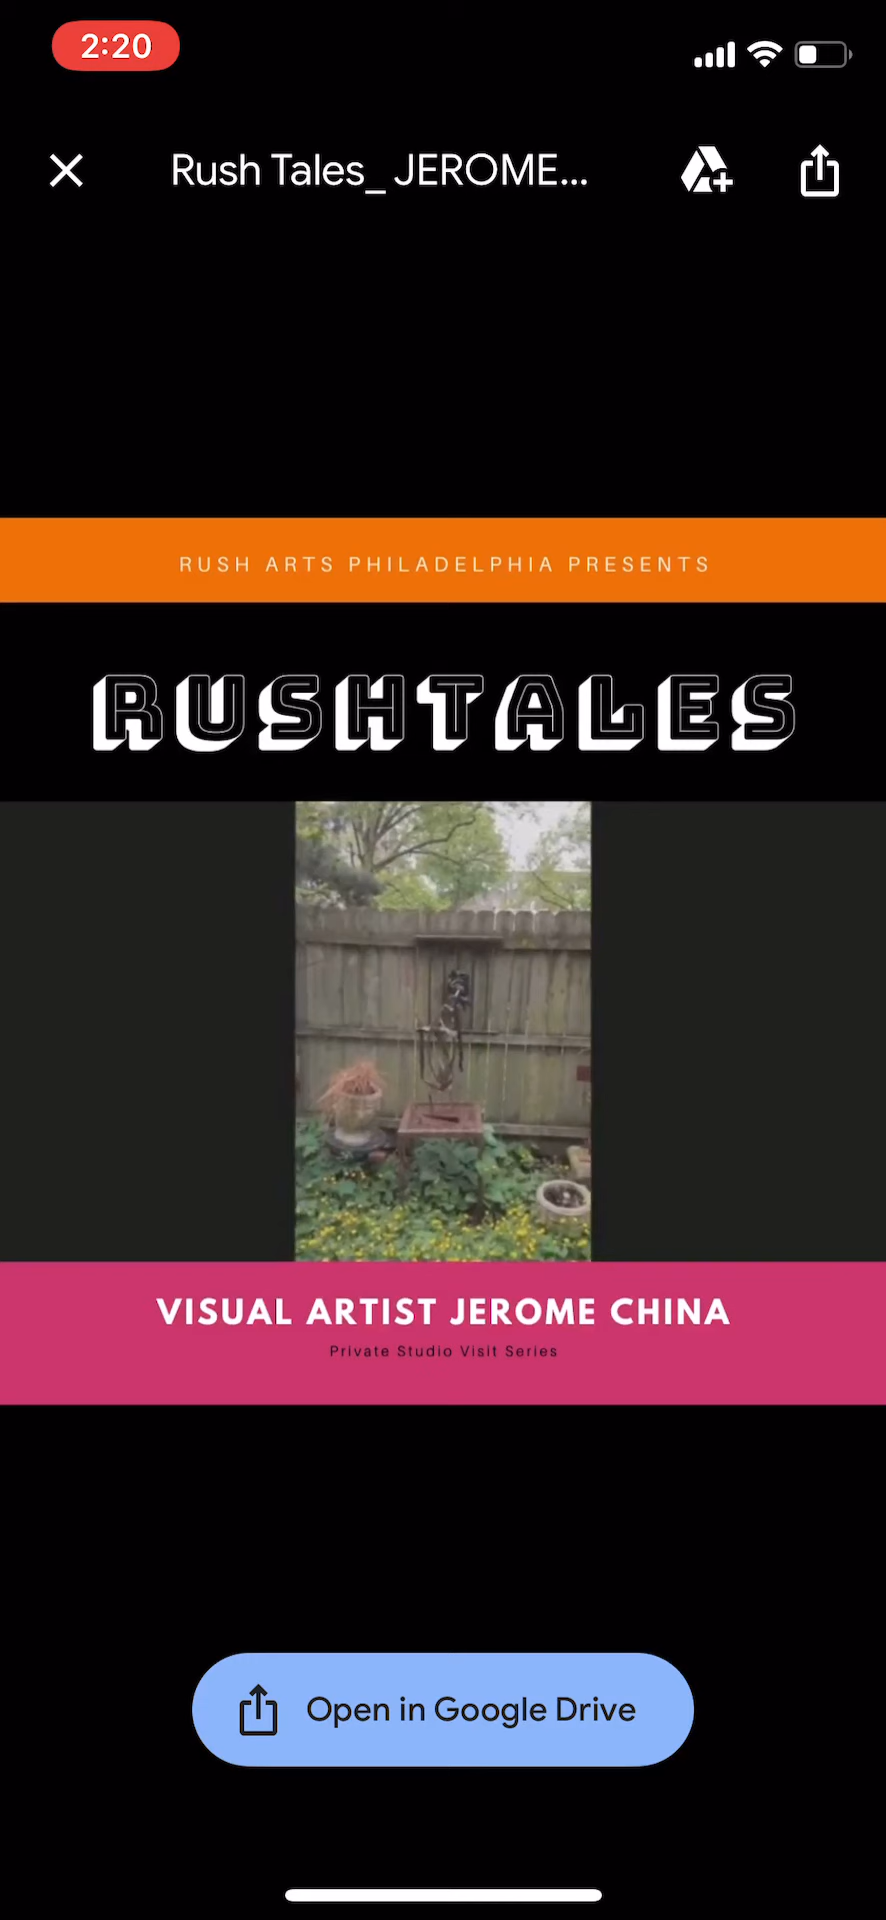 2:20
Rush Tales_ JEROME...
RUSH ARTS PHILADELPHIA PRESENTS
RUSHTALES
VISUAL ARTIST JEROME CHINA
Private Studio Visit Series
Open in Google Drive